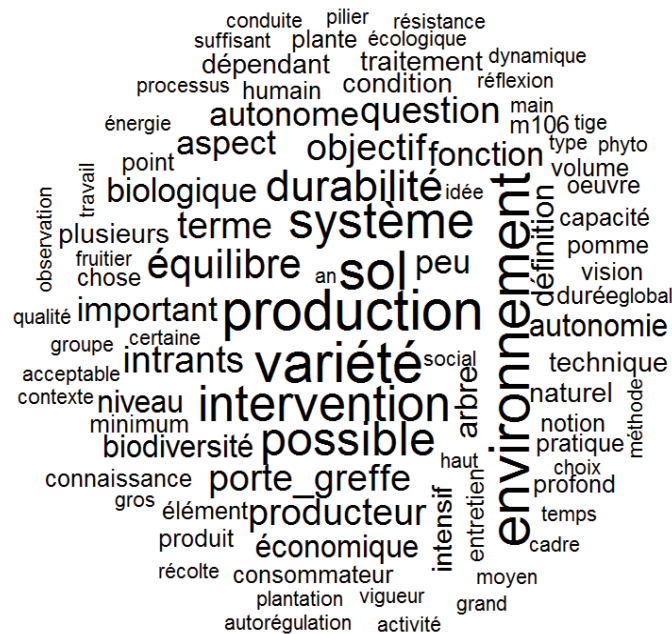 conduite pilier résistance
suffisant plante écologique
dépendant traitement dynamique
processus humain condition réflexion
autonome question main
énergie m106 tige
aspect objectif fonction type phyto
point volume
travail biologique durabilité idée oeuvre
observation plusieurs terme système définition capacité
fruitier équilibre peu pomme
chose an sol vision
qualité important production environnement durée global
groupe certaine autonomie
acceptable intrants variété social technique
contexte niveau intervention arbre naturel méthode
minimum notion
biodiversité possible pratique
connaissance porte_greffe haut choix
gros intensif entretien profond
élément producteur temps
produit économique cadre
récolte consommateur moyen
plantation vigueur grand
autorégulation activité